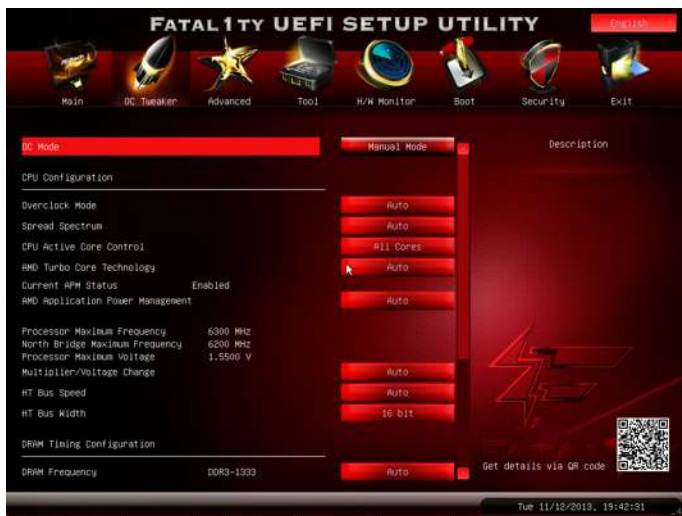 FATAL1TY UEFI SETUP UTILITY
English
Main
OC Tweaker
Advanced
Tool
H/W Monitor
Boot
Security
Exit
OC Mode Manual Mode
Description
CPU Configuration
Overclock Mode Auto
Spread Spectrum Auto
CPU Active Core Control All Cores
AMD Turbo Core Technology Auto
Current APM Status Enabled
AMD Application Power Management Auto
Processor Maximum Frequency 6300 MHz
North Bridge Maximum Frequency 6200 MHz
Processor Maximum Voltage 1.5500 V
Multiplier/Voltage Change Auto
HT Bus Speed Auto
HT Bus Width 16 bit
DRAM Timing Configuration
DRAM Frequency DDR3-1333 Auto
Get details via QR code
Tue 11/12/2013, 19:42:31